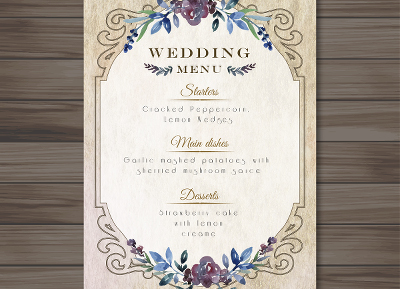 WEDDING
MENU
Starters
Cracked Peppercorn,
Lemon Wedges
Main dishes
Garlic mashed potatoes with
sherried mushroom sauce
Desserts
Strawberry cake
with lemon
creame